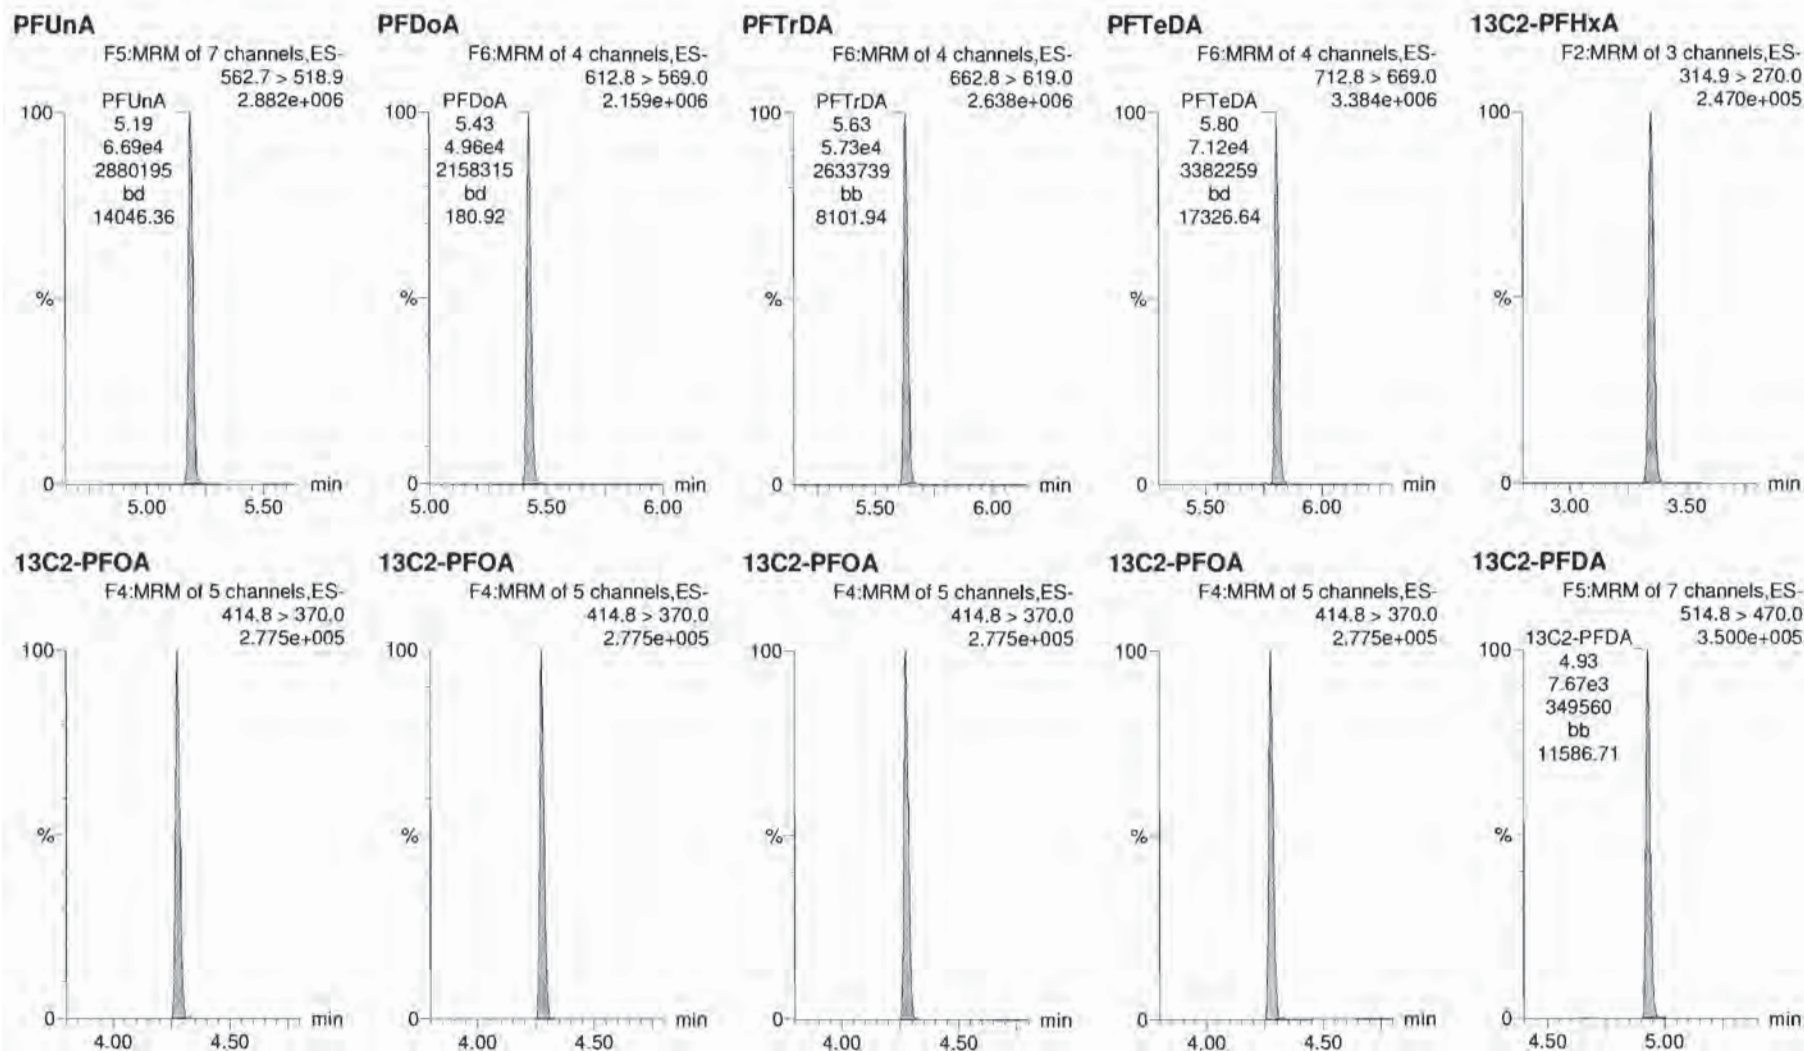 PFUnA
F5:MRM of 7 channels,ES-
562.7 > 518.9
2.882e+006
PFUnA
5.19
6.69e4
2880195
bd
14046.36
100
%
0
5.00
5.50
min
PFDoA
F6:MRM of 4 channels,ES-
612.8 > 569.0
2.159e+006
PFDoA
5.43
4.96e4
2158315
bd
180.92
100
%
0
5.00
5.50
6.00
min
PFTrDA
F6:MRM of 4 channels,ES-
662.8 > 619.0
2.638e+006
PFTrDA
5.63
5.73e4
2633739
bb
8101.94
100
%
0
5.50
6.00
min
PFTeDA
F6:MRM of 4 channels,ES-
712.8 > 669.0
3.384e+006
PFTeDA
5.80
7.12e4
3382259
bd
17326.64
100
%
0
5.50
6.00
min
13C2-PFHxA
F2:MRM of 3 channels,ES-
314.9 > 270.0
2.470e+005
100
%
0
3.00
3.50
min
13C2-PFOA
F4:MRM of 5 channels,ES-
414.8 > 370.0
2.775e+005
100
%
0
4.00
4.50
min
13C2-PFOA
F4:MRM of 5 channels,ES-
414.8 > 370.0
2.775e+005
100
%
0
4.00
4.50
min
13C2-PFOA
F4:MRM of 5 channels,ES-
414.8 > 370.0
2.775e+005
100
%
0
4.00
4.50
min
13C2-PFOA
F4:MRM of 5 channels,ES-
414.8 > 370.0
2.775e+005
100
%
0
4.00
4.50
min
13C2-PFDA
F5:MRM of 7 channels,ES-
514.8 > 470.0
3.500e+005
13C2-PFDA
4.93
7.67e3
349560
bb
11586.71
100
%
0
4.50
5.00
min